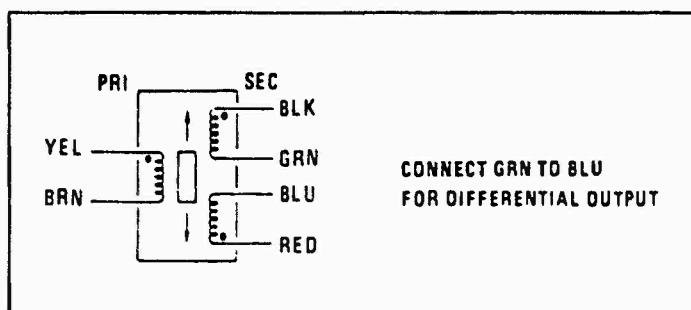 PRI SEC
BLK
YEL
GRN
CONNECT GRN TO BLU
BRN
BLU
FOR DIFFERENTIAL OUTPUT
RED